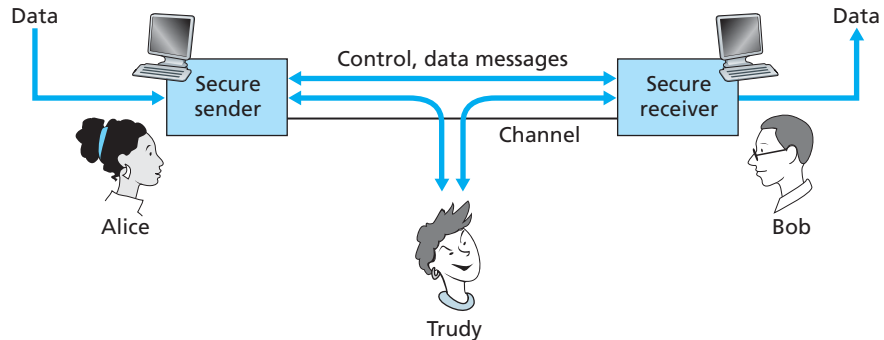 Data
Data
Control, data messages
Secure
sender
Secure
receiver
Channel
Alice
Bob
Trudy